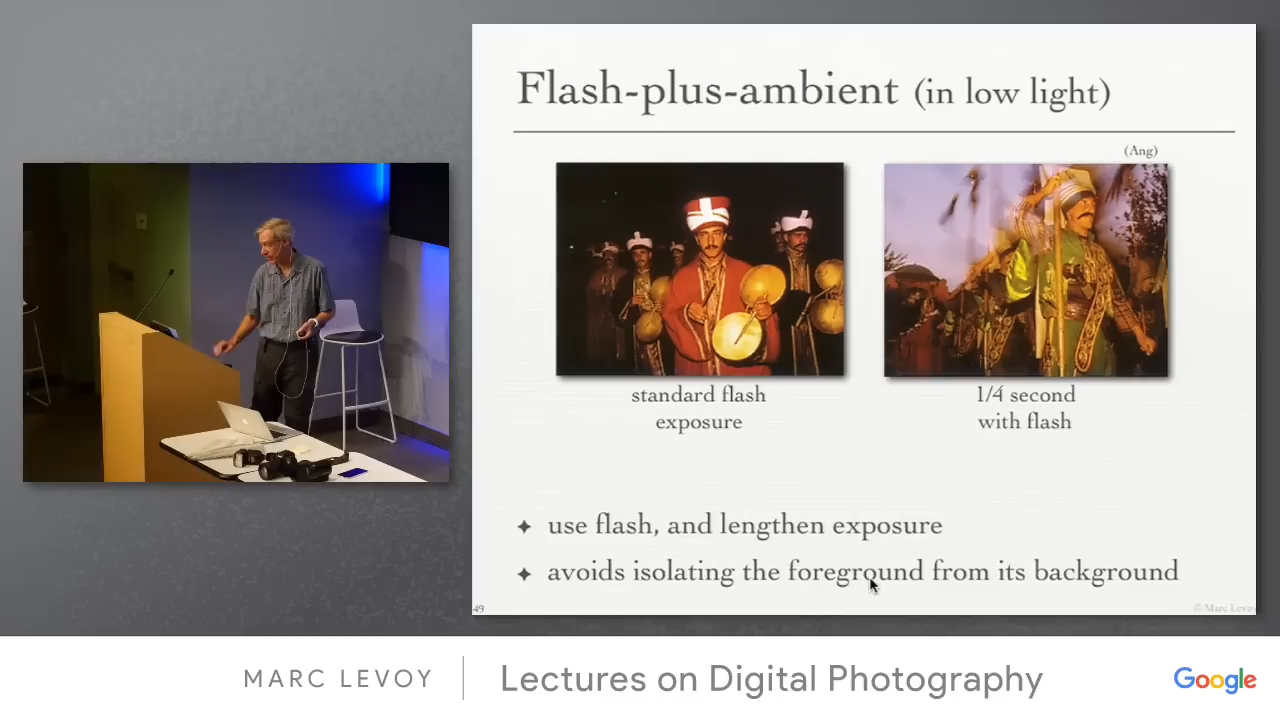 Flash-plus-ambient (in low light)
(Ang)
standard flash
exposure
1/4 second
with flash
✦ use flash, and lengthen exposure
✦ avoids isolating the foreground from its background
49
© Marc Levoy
MARC LEVOY
Lectures on Digital Photography
Google